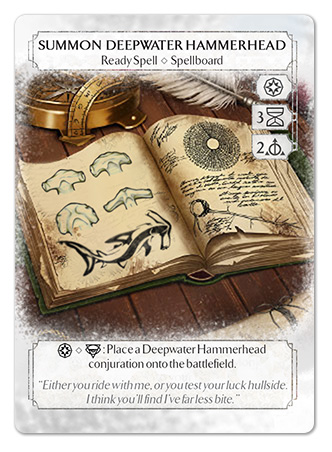 SUMMON DEEPWATER HAMMERHEAD
Ready Spell ◇ Spellboard
3
2
◇ : Place a Deepwater Hammerhead
conjuration onto the battlefield.
“Either you ride with me, or you test your luck hullside.
I think you’ll find I’ve far less bite.”